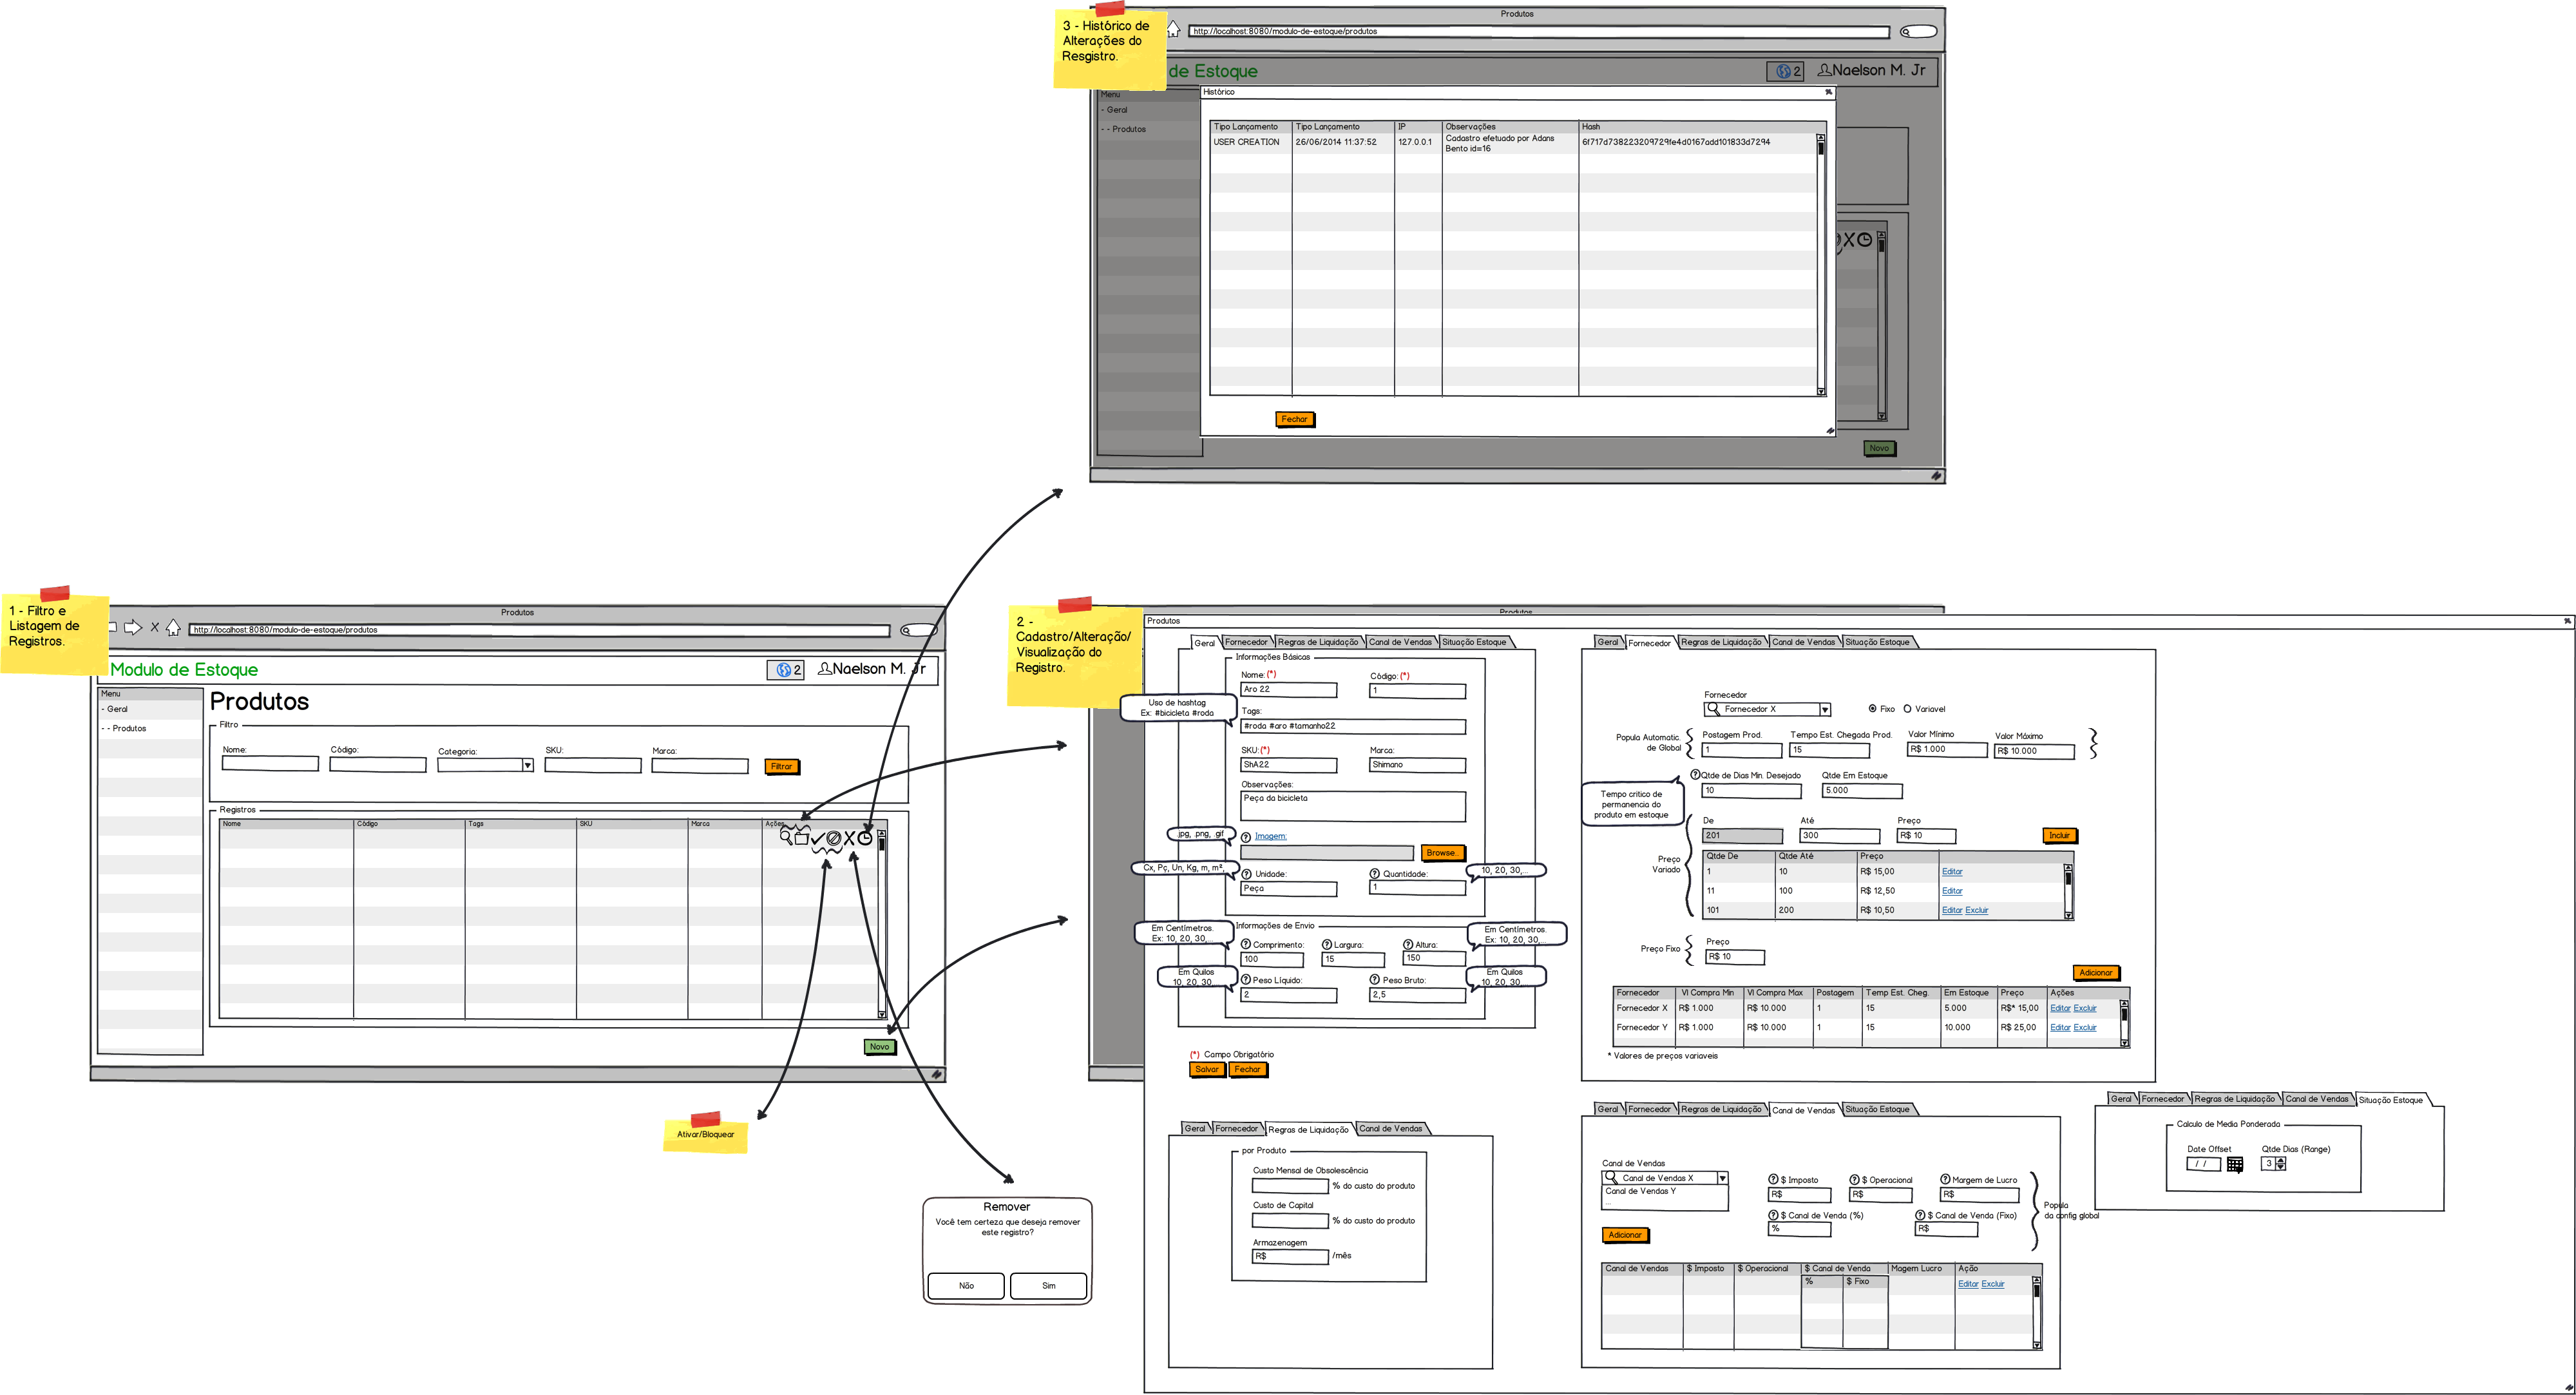 3 - Histórico de
Alterações do
Resgistro.
Produtos
http://localhost:8080/modulo-de-estoque/produtos
de Estoque
2
Naelson M. Jr
Menu
- Geral
- - Produtos
Histórico
Tipo Lançamento Tipo Lançamento IP Observações Hash
USER CREATION 26/06/2014 11:37:52 127.0.0.1 Cadastro efetuado por Adans
Bento id=16
6f717d738223209729fe4d0167add101833d7294
Fechar
Novo
1 - Filtro e
Listagem de
Registros.
Produtos
http://localhost:8080/modulo-de-estoque/produtos
Modulo de Estoque
2
Naelson M. Jr
Menu
- Geral
- - Produtos
Produtos
Filtro
Nome: Código: Categoria: SKU: Marca:
Filtrar
Registros
Nome Código Tags SKU Marca Ações
Novo
Ativar/Bloquear
Remover
Você tem certeza que deseja remover
este registro?
Não Sim
2 -
Cadastro/Alteração/
Visualização do
Registro.
Produtos
Produtos
Geral Fornecedor Regras de Liquidação Canal de Vendas Situação Estoque
Informações Básicas
Nome: (*) Código: (*)
Aro 22 1
Uso de hashtag
Ex: #bicicleta #roda
Tags:
#roda #aro #tamanho22
SKU: (*) Marca:
ShA22 Shimano
Observações:
Peça da bicicleta
.jpg, .png, .gif
Imagem:
Browse..
Cx, Pç, Un, Kg, m, m²,
Unidade: Quantidade:
10, 20, 30,...
Peça 1
Informações de Envio
Em Centímetros.
Ex: 10, 20, 30,...
Em Centímetros.
Ex: 10, 20, 30,...
Comprimento: Largura: Altura:
100 15 150
Em Quilos
10, 20, 30,
Em Quilos
10, 20, 30,
Peso Líquido: Peso Bruto:
2 2,5
(*) Campo Obrigatório
Salvar Fechar
Geral Fornecedor Regras de Liquidação Canal de Vendas Situação Estoque
Fornecedor
Fornecedor X
Fixo Variavel
Popula Automatic.
de Global
Postagem Prod. Tempo Est. Chegada Prod. Valor Mínimo Valor Máximo
1 15 R$ 1.000 R$ 10.000
Qtde de Dias Min. Desejado Qtde Em Estoque
10 5.000
Tempo critico de
permanencia do
produto em estoque
De Até Preço
201 300 R$ 10
Incluir
Preço
Variado
Qtde De Qtde Até Preço
1 10 R$ 15,00 Editar
11 100 R$ 12,50 Editar
101 200 R$ 10,50 Editar Excluir
Preço Fixo
Preço
R$ 10
Adicionar
Fornecedor Vl Compra Min Vl Compra Max Postagem Temp Est. Cheg. Em Estoque Preço Ações
Fornecedor X R$ 1.000 R$ 10.000 1 15 5.000 R$* 15,00 Editar Excluir
Fornecedor Y R$ 1.000 R$ 10.000 1 15 10.000 R$ 25,00 Editar Excluir
* Valores de preços variaveis
Geral Fornecedor Regras de Liquidação Canal de Vendas
por Produto
Custo Mensal de Obsolescência
% do custo do produto
Custo de Capital
% do custo do produto
Armazenagem
R$ /mês
Geral Fornecedor Regras de Liquidação Canal de Vendas Situação Estoque
Canal de Vendas
Canal de Vendas X
Canal de Vendas Y
...
$ Imposto $ Operacional Margem de Lucro
R$ R$ R$
$ Canal de Venda (%) $ Canal de Venda (Fixo)
% R$
Popula
da config global
Adicionar
Canal de Vendas $ Imposto $ Operacional $ Canal de Venda Magem Lucro Ação
% $ Fixo
Editar Excluir
Geral Fornecedor Regras de Liquidação Canal de Vendas Situação Estoque
Calculo de Media Ponderada
Date Offset Qtde Dias (Range)
/ / 3